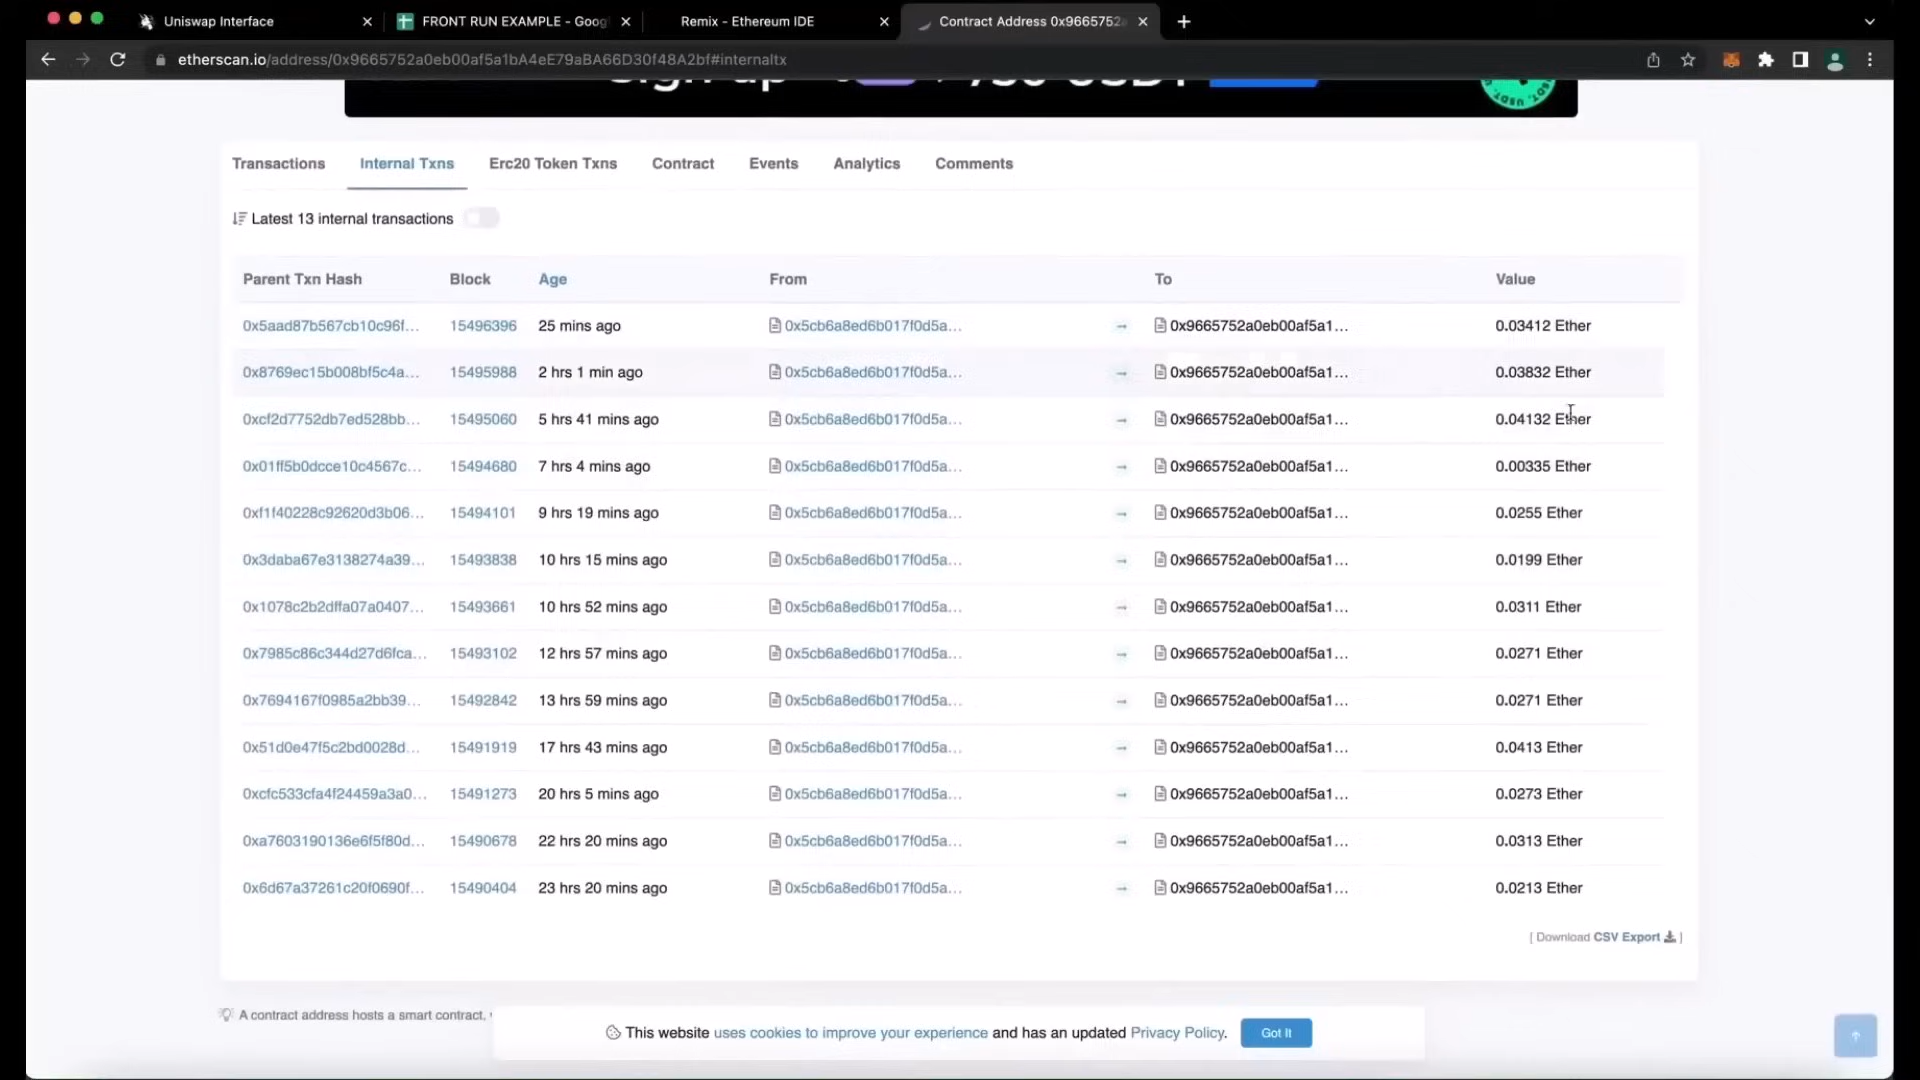 Uniswap Interface
FRONT RUN EXAMPLE - Goog
Remix - Ethereum IDE
Contract Address 0x9665752a
etherscan.io/address/0x9665752a0eb00af5a1bA4eE79aBA66D30f48A2bf#internaltx
Transactions Internal Txns Erc20 Token Txns Contract Events Analytics Comments
Latest 13 internal transactions
Parent Txn Hash Block Age From To Value
0x5aad87b567cb10c96f... 15496396 25 mins ago 0x5cb6a8ed6b017f0d5a... → 0x9665752a0eb00af5a1... 0.03412 Ether
0x8769ec15b008bf5c4a... 15495988 2 hrs 1 min ago 0x5cb6a8ed6b017f0d5a... → 0x9665752a0eb00af5a1... 0.03832 Ether
0xcf2d7752db7ed528bb... 15495060 5 hrs 41 mins ago 0x5cb6a8ed6b017f0d5a... → 0x9665752a0eb00af5a1... 0.04132 Ether
0x01ff5b0dcce10c4567c... 15494680 7 hrs 4 mins ago 0x5cb6a8ed6b017f0d5a... → 0x9665752a0eb00af5a1... 0.00335 Ether
0xf1f40228c92620d3b06... 15494101 9 hrs 19 mins ago 0x5cb6a8ed6b017f0d5a... → 0x9665752a0eb00af5a1... 0.0255 Ether
0x3daba67e3138274a39... 15493838 10 hrs 15 mins ago 0x5cb6a8ed6b017f0d5a... → 0x9665752a0eb00af5a1... 0.0199 Ether
0x1078c2b2dffa07a0407... 15493661 10 hrs 52 mins ago 0x5cb6a8ed6b017f0d5a... → 0x9665752a0eb00af5a1... 0.0311 Ether
0x7985c86c344d27d6fca... 15493102 12 hrs 57 mins ago 0x5cb6a8ed6b017f0d5a... → 0x9665752a0eb00af5a1... 0.0271 Ether
0x7694167f0985a2bb39... 15492842 13 hrs 59 mins ago 0x5cb6a8ed6b017f0d5a... → 0x9665752a0eb00af5a1... 0.0271 Ether
0x51d0e47f5c2bd0028d... 15491919 17 hrs 43 mins ago 0x5cb6a8ed6b017f0d5a... → 0x9665752a0eb00af5a1... 0.0413 Ether
0xcfc533cfa4f24459a3a0... 15491273 20 hrs 5 mins ago 0x5cb6a8ed6b017f0d5a... → 0x9665752a0eb00af5a1... 0.0273 Ether
0xa7603190136e6f5f80d... 15490678 22 hrs 20 mins ago 0x5cb6a8ed6b017f0d5a... → 0x9665752a0eb00af5a1... 0.0313 Ether
0x6d67a37261c20f0690f... 15490404 23 hrs 20 mins ago 0x5cb6a8ed6b017f0d5a... → 0x9665752a0eb00af5a1... 0.0213 Ether
[ Download CSV Export ]
A contract address hosts a smart contract,
This website uses cookies to improve your experience and has an updated Privacy Policy. Got It